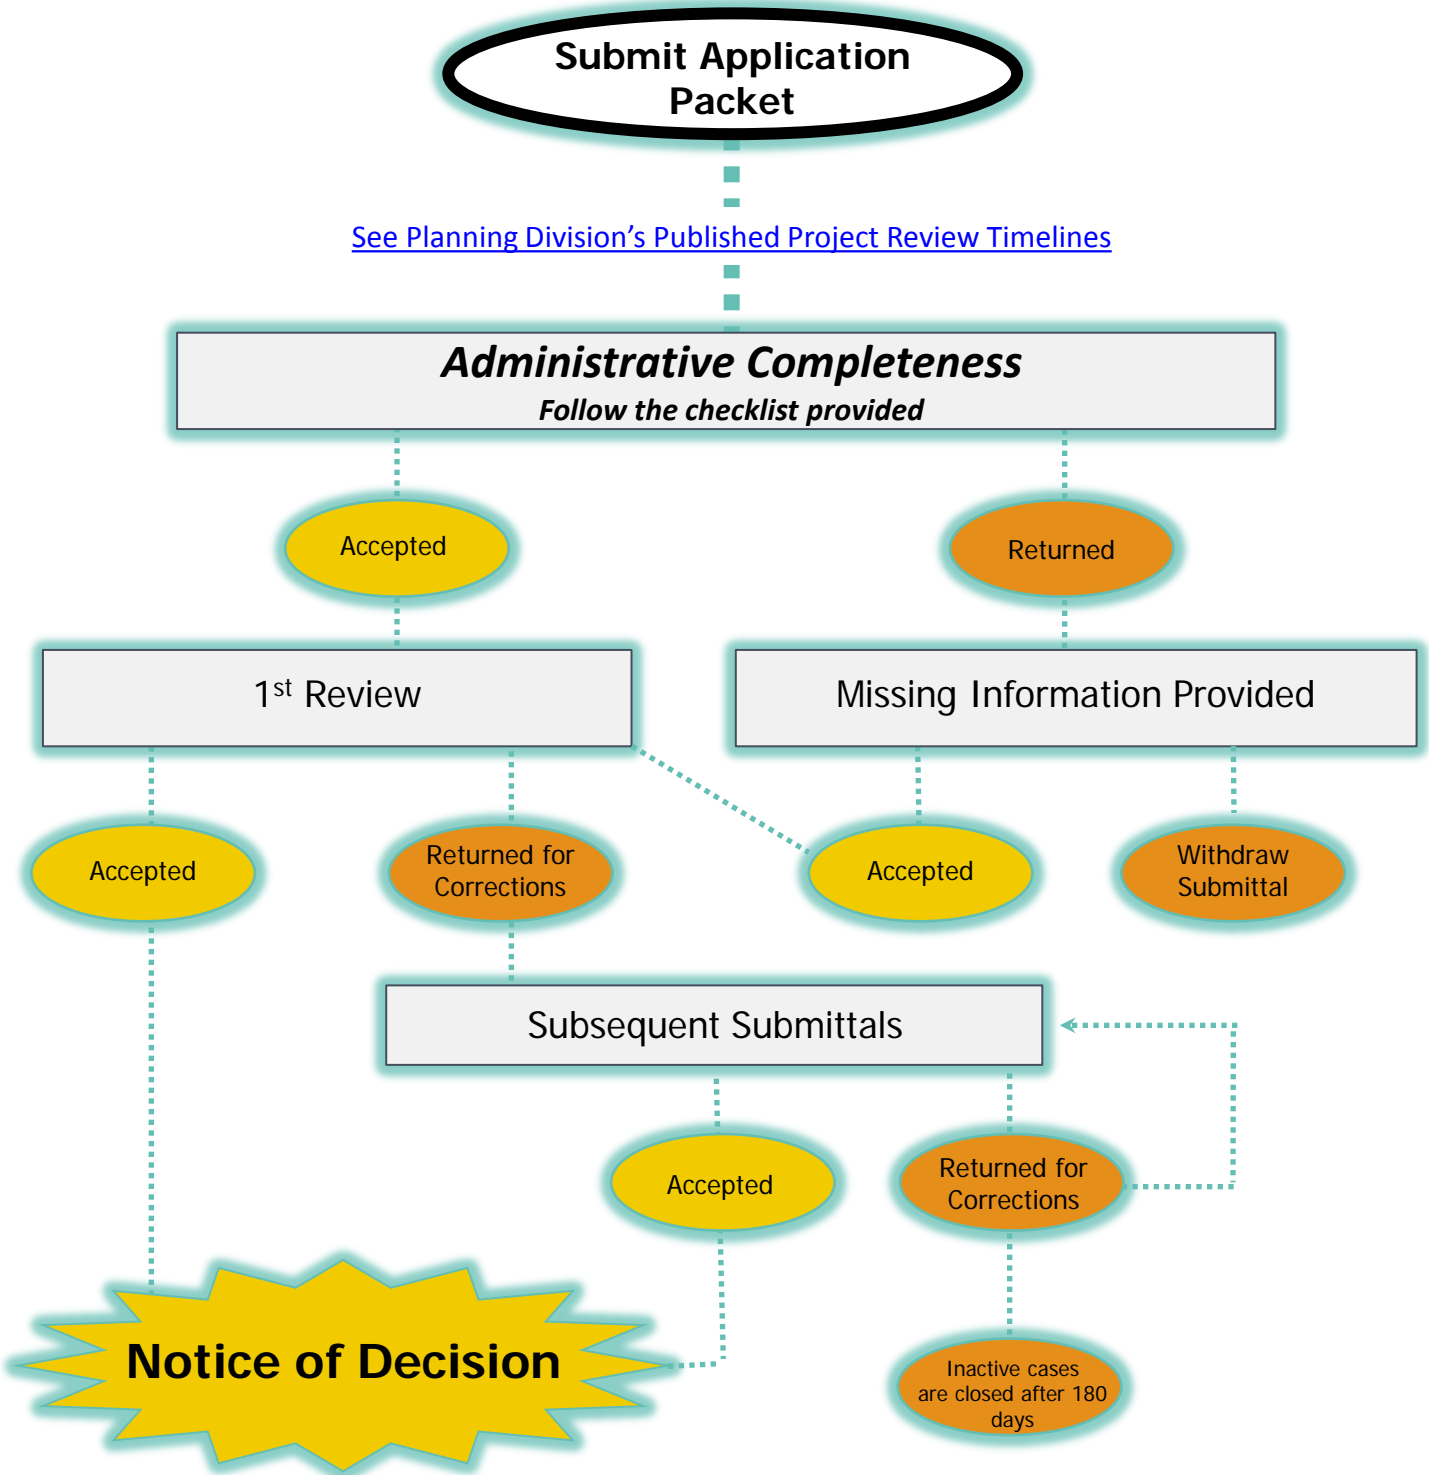 Submit Application
Packet
See Planning Division’s Published Project Review Timelines
Administrative Completeness
Follow the checklist provided
Accepted
Returned
1st Review
Missing Information Provided
Accepted
Returned for
Corrections
Accepted
Withdraw
Submittal
Subsequent Submittals
Accepted
Returned for
Corrections
Notice of Decision
Inactive cases
are closed after 180
days